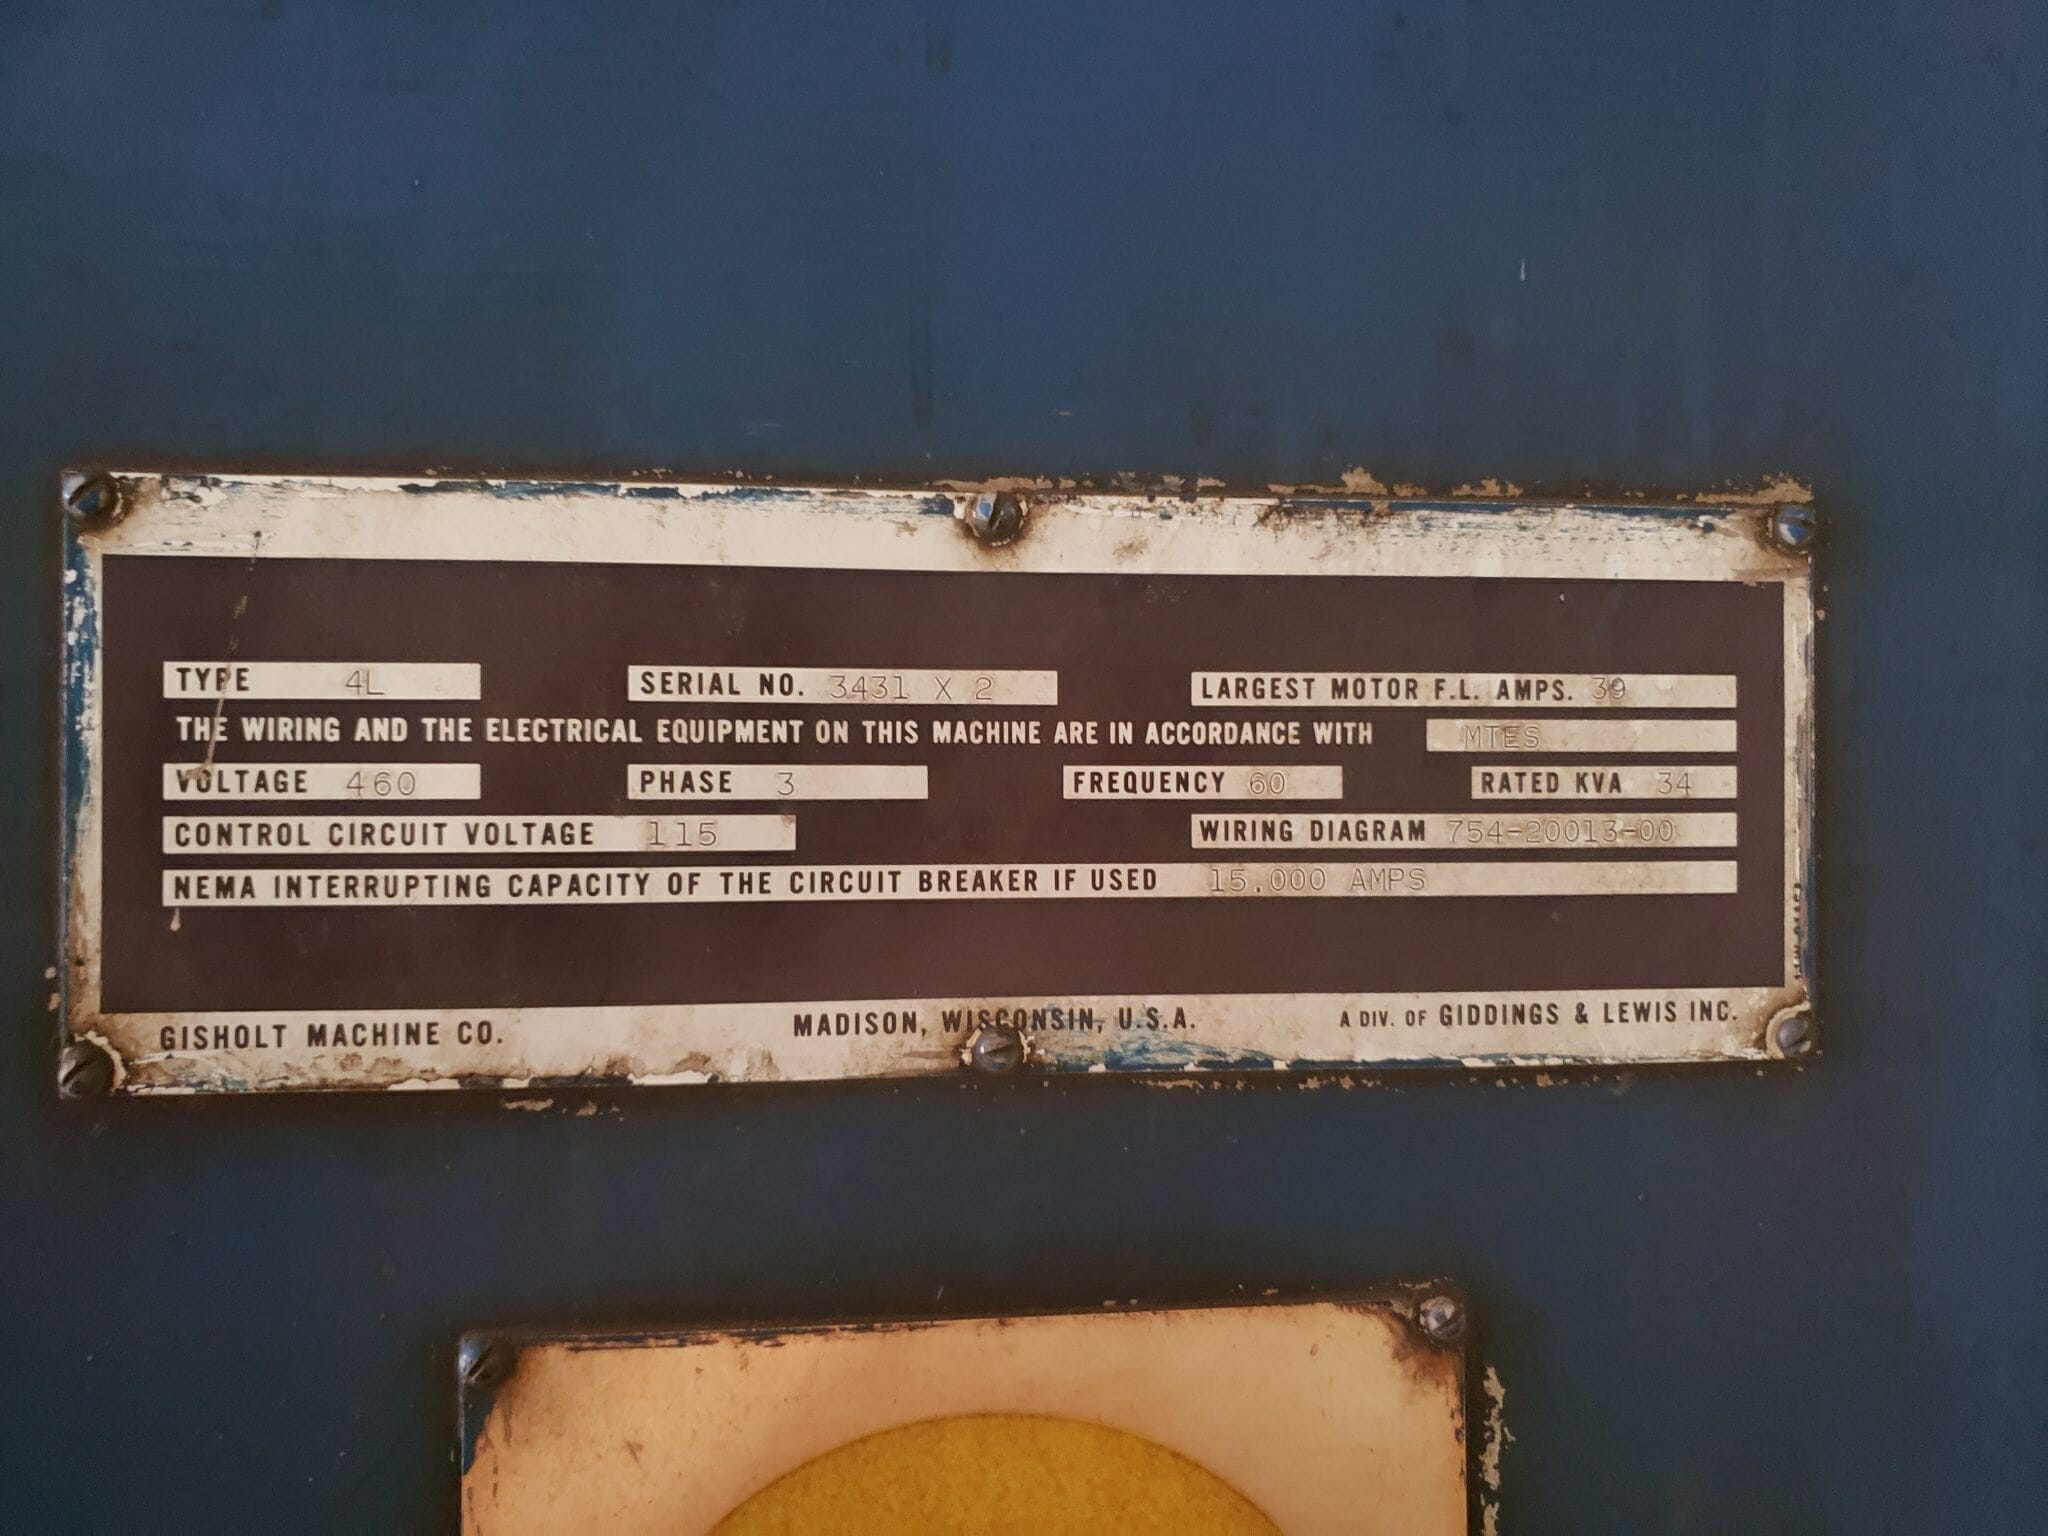 TYPE 4L SERIAL NO. 3431 X 2 LARGEST MOTOR F.L. AMPS. 39
THE WIRING AND THE ELECTRICAL EQUIPMENT ON THIS MACHINE ARE IN ACCORDANCE WITH MTES
VOLTAGE 460 PHASE 3 FREQUENCY 60 RATED KVA 34
CONTROL CIRCUIT VOLTAGE 115 WIRING DIAGRAM 754-20013-00
NEMA INTERRUPTING CAPACITY OF THE CIRCUIT BREAKER IF USED 15,000 AMPS
GISHOLT MACHINE CO. MADISON, WISCONSIN, U.S.A. A DIV. OF GIDDINGS & LEWIS INC.